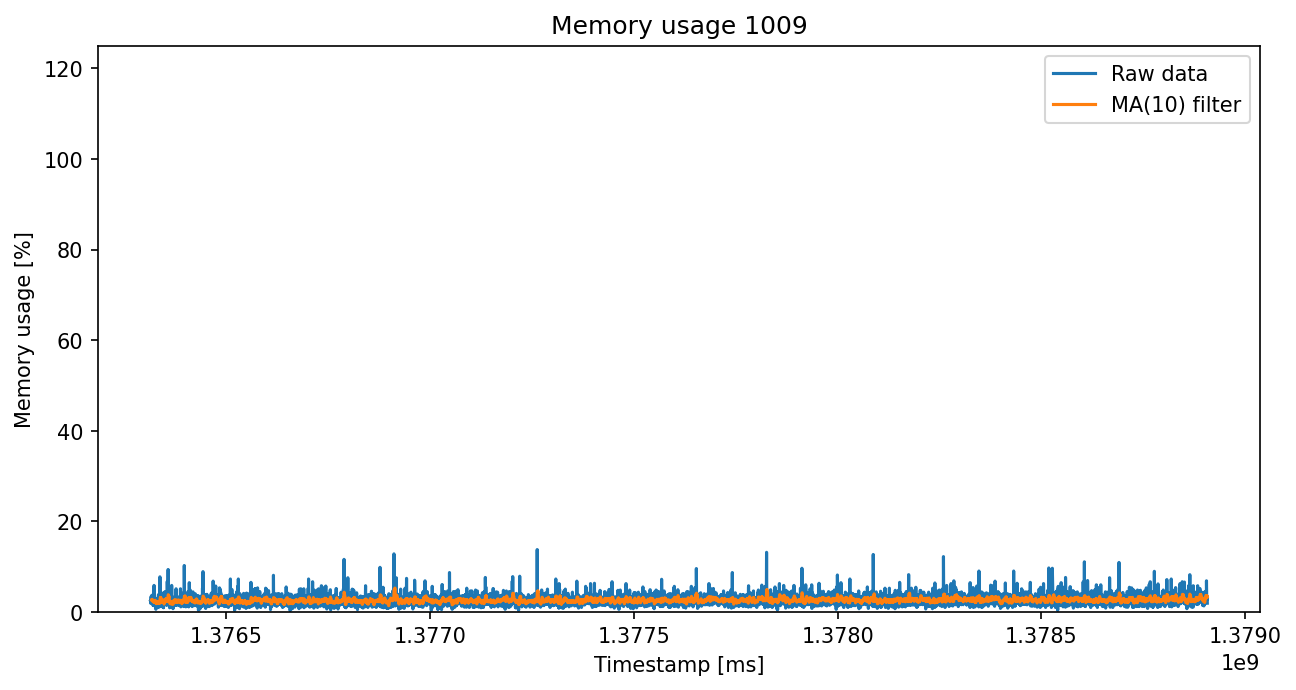 Memory usage 1009
Raw data
MA(10) filter
Memory usage [%]
120
100
80
60
40
20
0
1.3765
1.3770
1.3775
1.3780
1.3785
1.3790
1e9
Timestamp [ms]